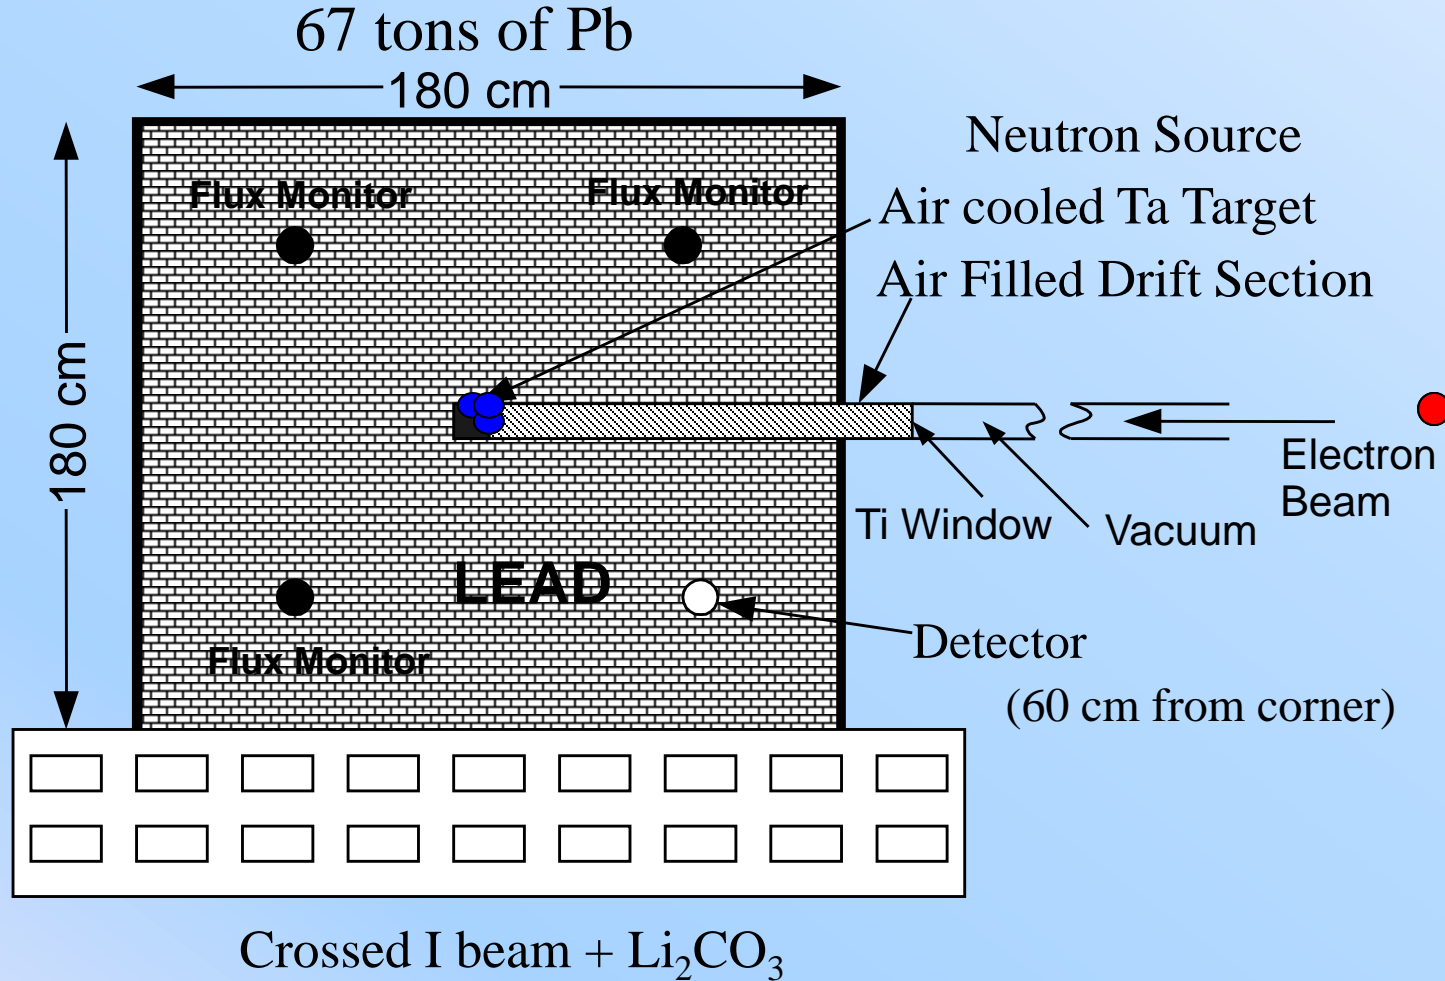 67 tons of Pb
180 cm
Neutron Source
Flux Monitor
Flux Monitor
Air cooled Ta Target
Air Filled Drift Section
180 cm
Electron
Beam
Ti Window
Vacuum
LEAD
Detector
Flux Monitor
(60 cm from corner)
Crossed I beam + Li₂CO₃